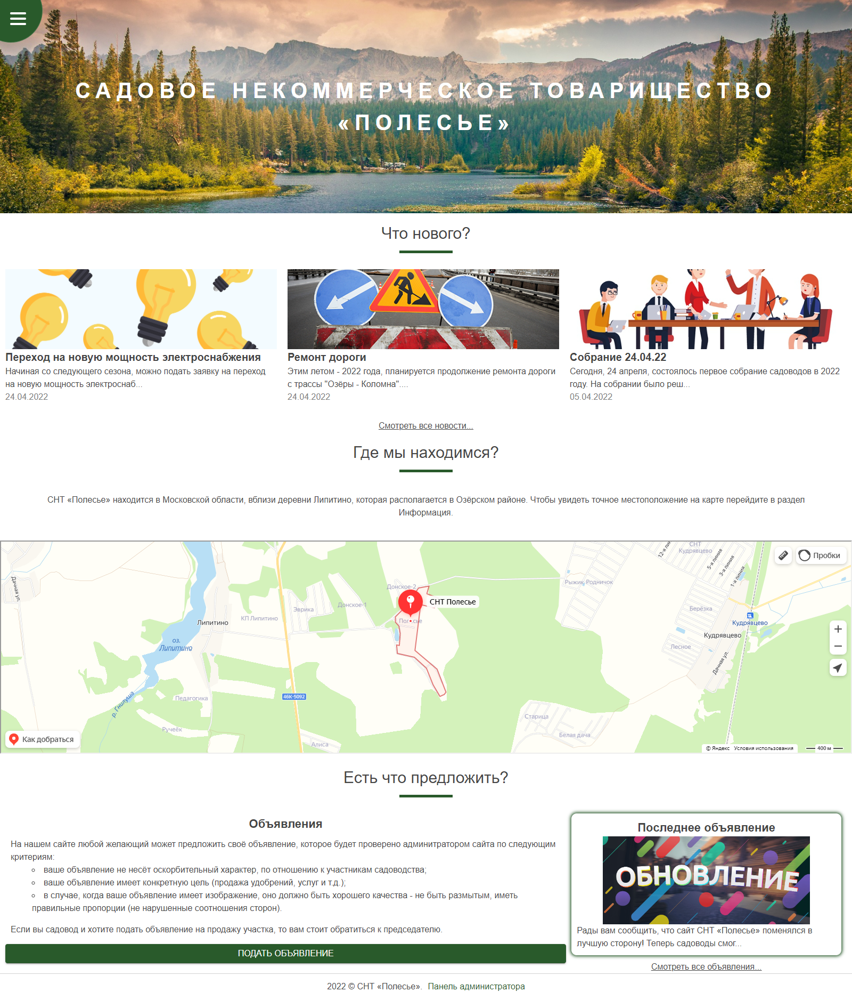 САДОВОЕ НЕКОММЕРЧЕСКОЕ ТОВАРИЩЕСТВО
«ПОЛЕСЬЕ»
Что нового?
Переход на новую мощность электроснабжения
Начиная со следующего сезона, можно подать заявку на переход
на новую мощность электроснаб...
24.04.2022
Ремонт дороги
Этим летом - 2022 года, планируется продолжение ремонта дороги
с трассы "Озёры - Коломна"....
24.04.2022
Собрание 24.04.22
Сегодня, 24 апреля, состоялось первое собрание садоводов в 2022
году. На собрании было реш...
05.04.2022
Смотреть все новости...
Где мы находимся?
СНТ «Полесье» находится в Московской области, вблизи деревни Липитино, которая располагается в Озёрском районе. Чтобы увидеть точное местоположение на карте перейдите в раздел
Информация.
12-я лин
СНТ
Кудрявцево
5-я линия
3-я линия
1-я линия
Пробки
Дачная ул.
Донское-2
Рыжик
Родничок
СНТ Полесье
Эврика
Донское-1
КП Липитино
Липитино
Берёзка
Кудрявцево
Кудрявцево
оз.
Липитино
Лесное
Дачная ул.
р. Гнилуша
Педагогика
46К-5092
Старица
Ручеёк
Белая дача
Алиса
Как добраться
© Яндекс Условия использования
400 м
Есть что предложить?
Объявления
На нашем сайте любой желающий может предложить своё объявление, которое будет проверено админитратором сайта по следующим
критериям:
ваше объявление не несёт оскорбительный характер, по отношению к участникам садоводства;
ваше объявление имеет конкретную цель (продажа удобрений, услуг и т.д.);
в случае, когда ваше объявление имеет изображение, оно должно быть хорошего качества - не быть размытым, иметь
правильные пропорции (не нарушенные соотношения сторон).
Если вы садовод и хотите подать объявление на продажу участка, то вам стоит обратиться к председателю.
ПОДАТЬ ОБЪЯВЛЕНИЕ
Последнее объявление
ОБНОВЛЕНИЕ
Рады вам сообщить, что сайт СНТ «Полесье» поменялся в
лучшую сторону! Теперь садоводы смог...
Смотреть все объявления...
2022 © СНТ «Полесье». Панель администратора